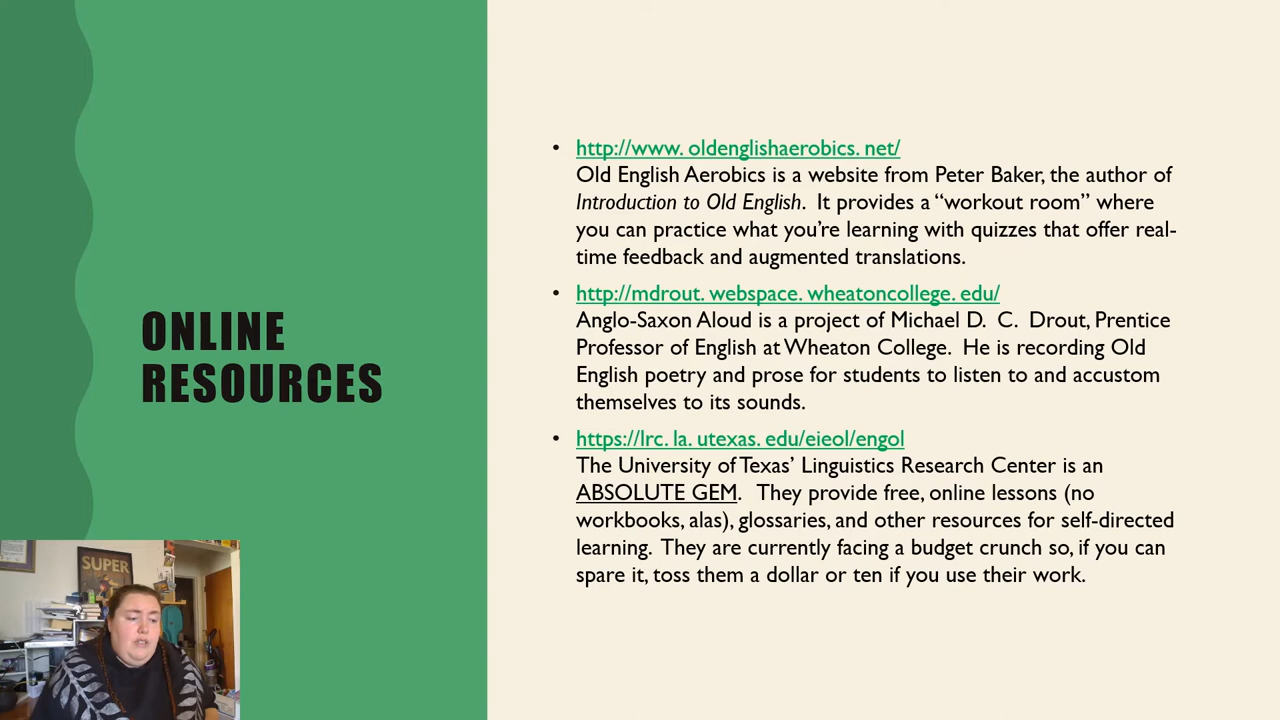 ONLINE
RESOURCES
• http://www. oldenglishaerobics. net/
Old English Aerobics is a website from Peter Baker, the author of
Introduction to Old English.  It provides a “workout room” where
you can practice what you’re learning with quizzes that offer real-
time feedback and augmented translations.
• http://mdrout. webspace. wheatoncollege. edu/
Anglo-Saxon Aloud is a project of Michael D.  C.  Drout, Prentice
Professor of English at Wheaton College.  He is recording Old
English poetry and prose for students to listen to and accustom
themselves to its sounds.
• https://lrc. la. utexas. edu/eieol/engol
The University of Texas’ Linguistics Research Center is an
ABSOLUTE GEM.   They provide free, online lessons (no
workbooks, alas), glossaries, and other resources for self-directed
learning.  They are currently facing a budget crunch so, if you can
spare it, toss them a dollar or ten if you use their work.
SUPER